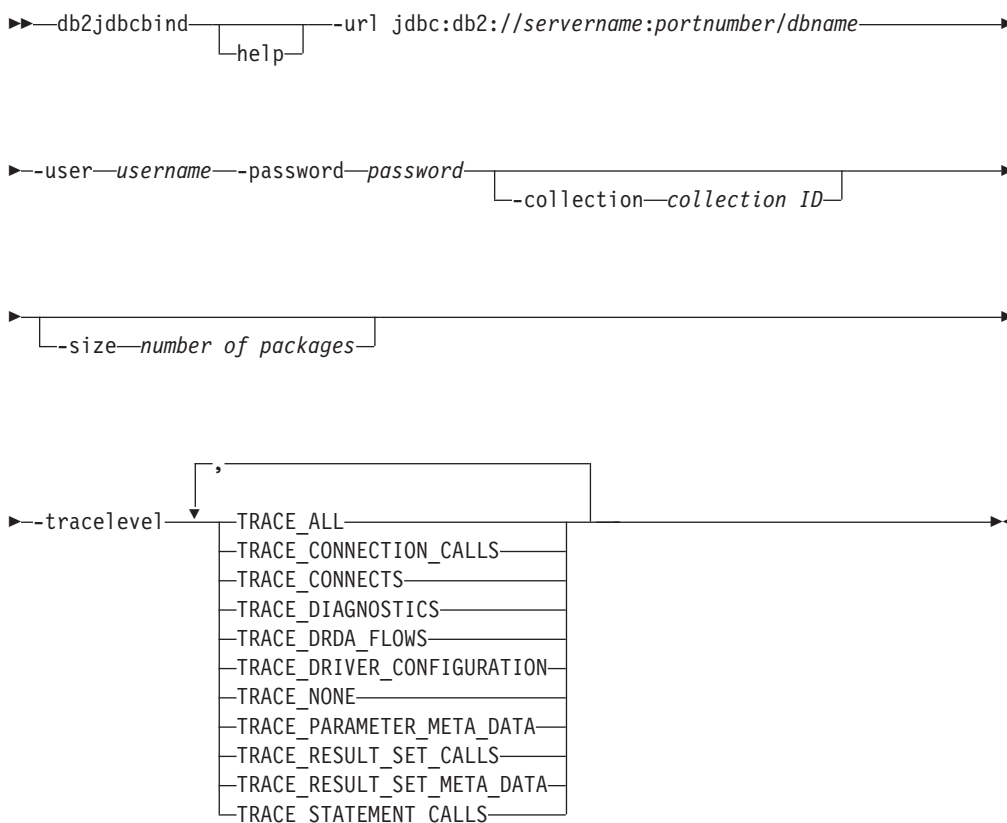 db2jdbcbind -url jdbc:db2://servername:portnumber/dbname
help
-user username -password password
-collection collection ID
-size number of packages
,
-tracelevel TRACE_ALL
TRACE_CONNECTION_CALLS
TRACE_CONNECTS
TRACE_DIAGNOSTICS
TRACE_DRDA_FLOWS
TRACE_DRIVER_CONFIGURATION
TRACE_NONE
TRACE_PARAMETER_META_DATA
TRACE_RESULT_SET_CALLS
TRACE_RESULT_SET_META_DATA
TRACE_STATEMENT_CALLS